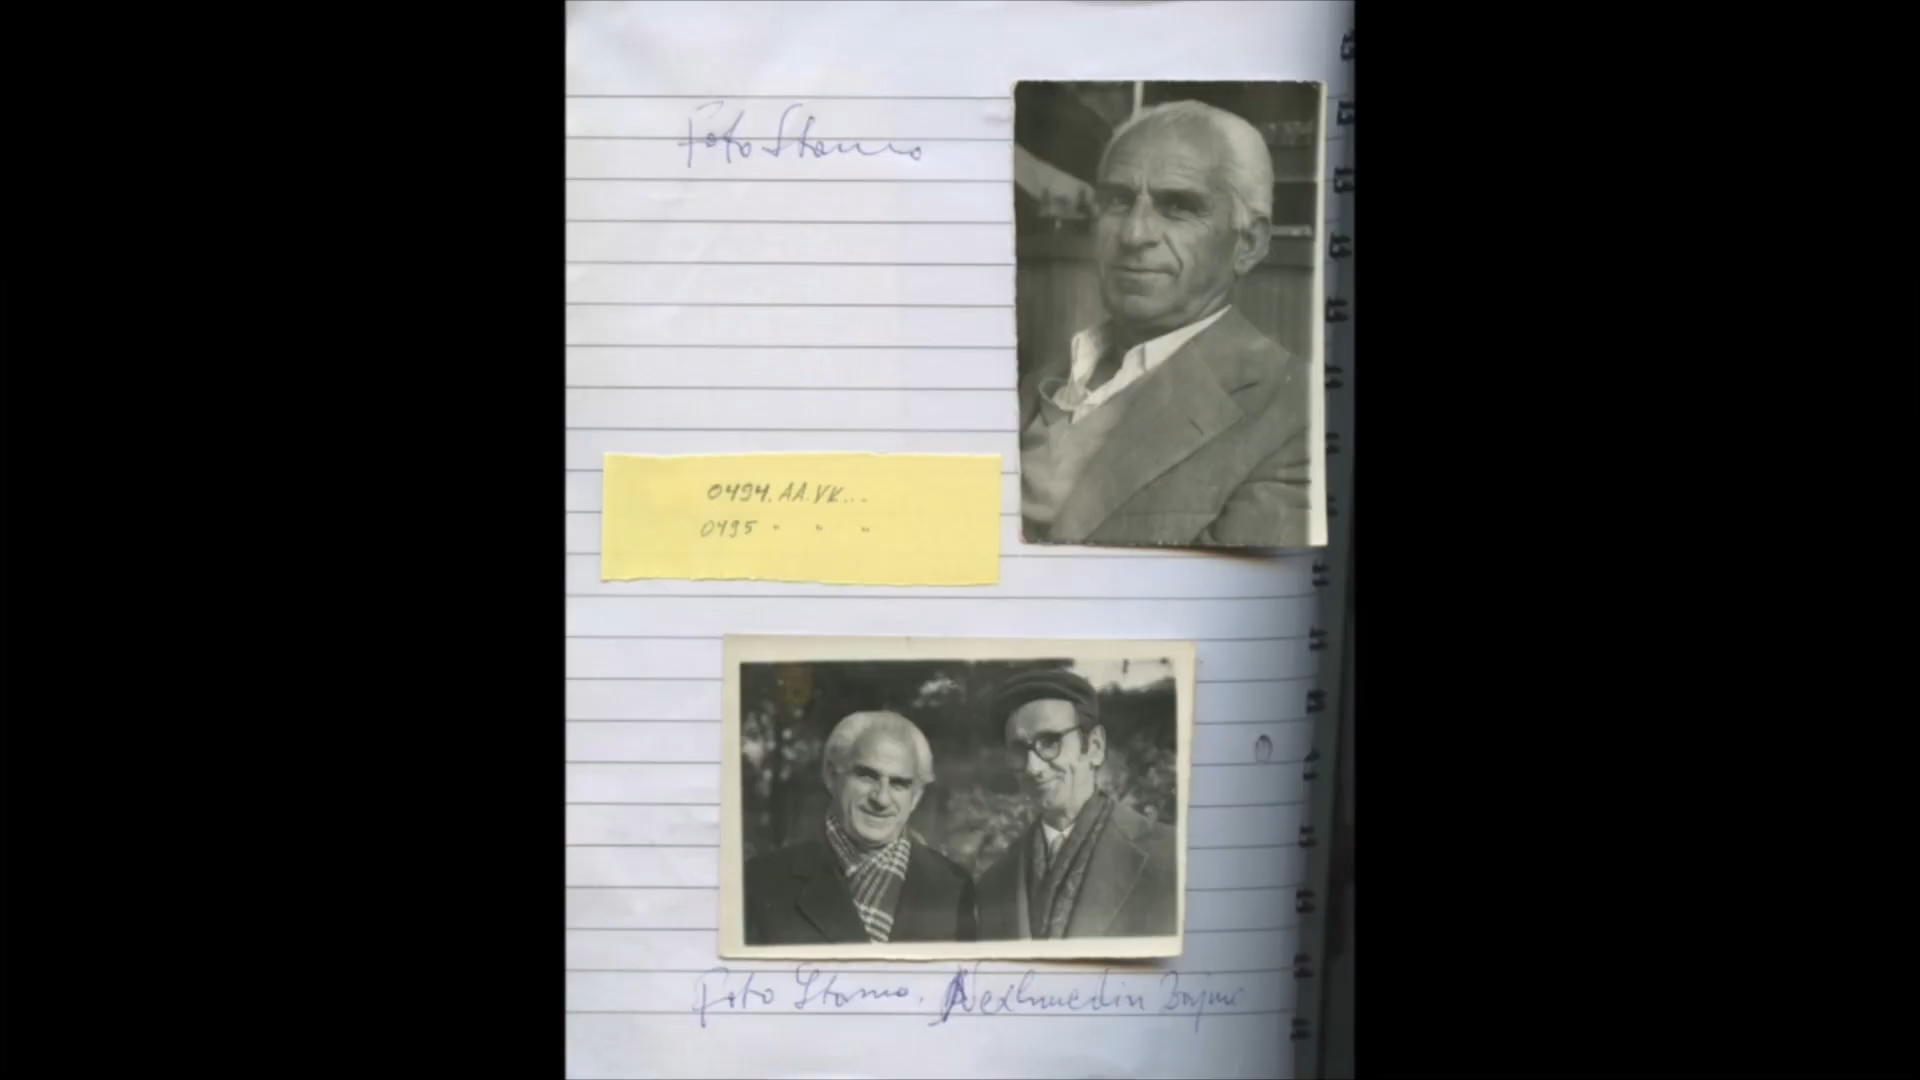 Foto Stamo
0494. AA. VK...
0495 " " "
Foto Stamo. Nexhmedin Zajmi